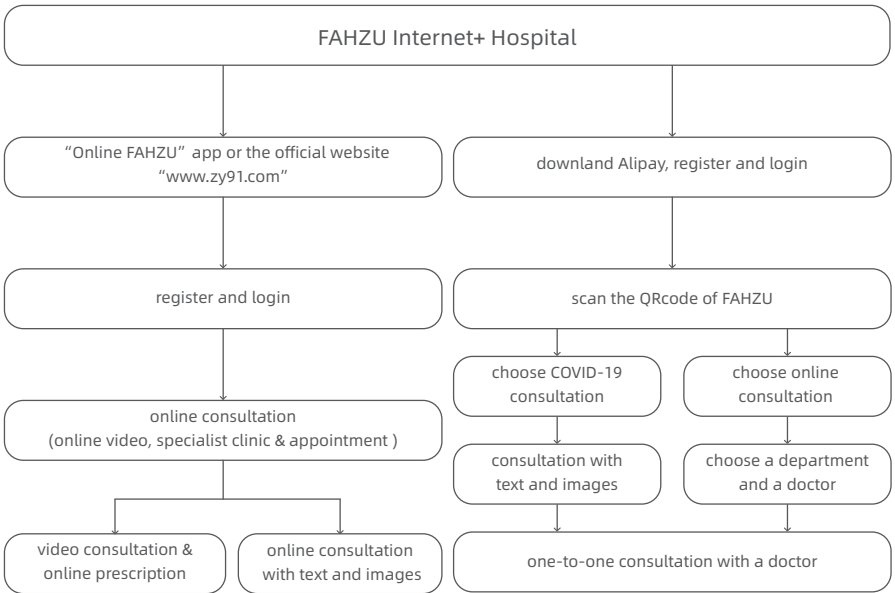 FAHZU Internet+ Hospital
“Online FAHZU” app or the official website
“www.zy91.com”
downland Alipay, register and login
register and login
scan the QRcode of FAHZU
choose COVID-19
consultation
choose online
consultation
online consultation
(online video, specialist clinic & appointment )
consultation with
text and images
choose a department
and a doctor
video consultation &
online prescription
online consultation
with text and images
one-to-one consultation with a doctor